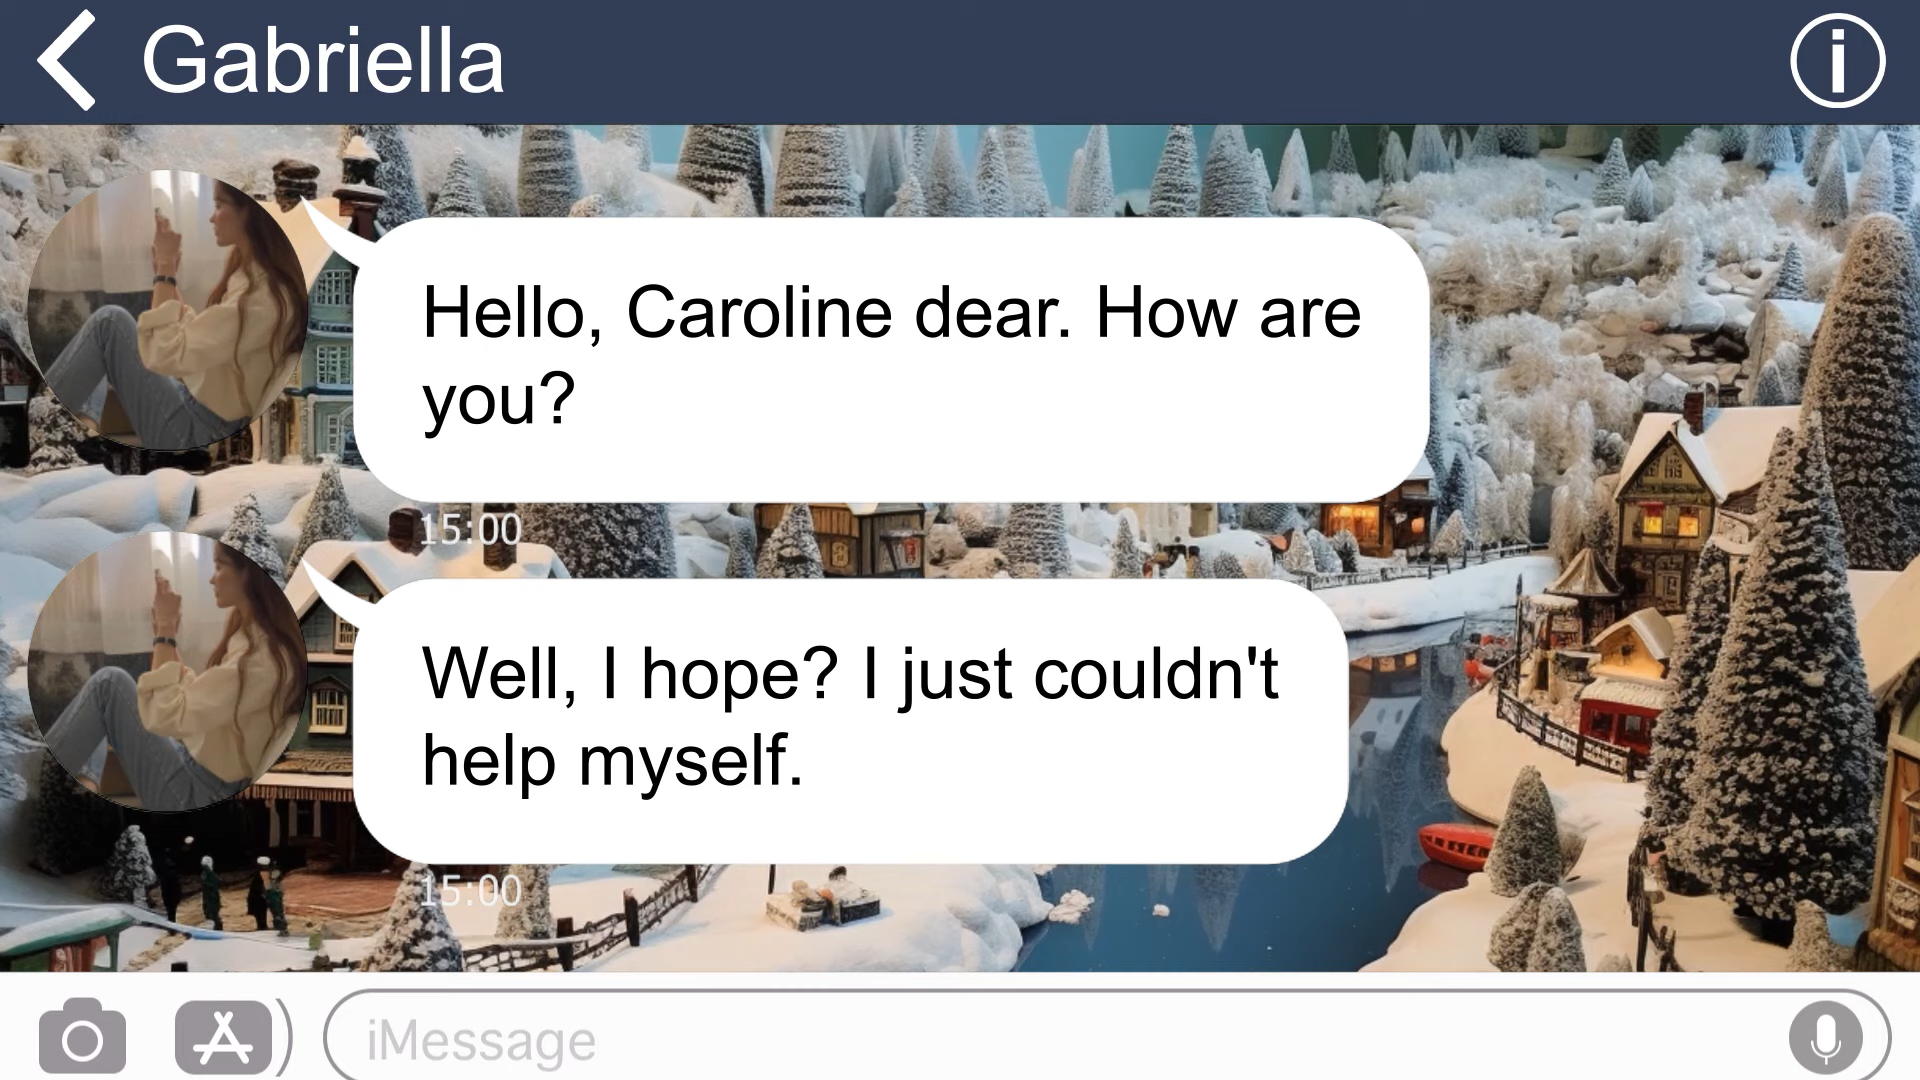 Gabriella
Hello, Caroline dear. How are
you?
15:00
Well, I hope? I just couldn't
help myself.
15:00
iMessage